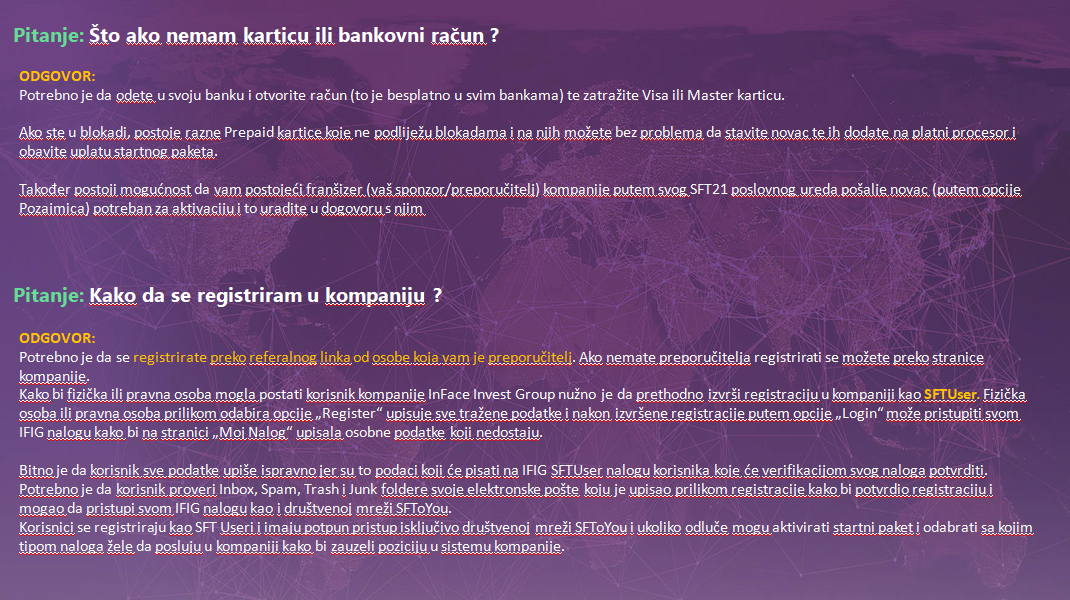 Pitanje: Što ako nemam karticu ili bankovni račun ?
ODGOVOR:
Potrebno je da odete u svoju banku i otvorite račun (to je besplatno u svim bankama) te zatražite Visa ili Master karticu.
Ako ste u blokadi, postoje razne Prepaid kartice koje ne podliježu blokadama i na njih možete bez problema da stavite novac te ih dodate na platni procesor i
obavite uplatu startnog paketa.
Također postoji mogućnost da vam postojeći franšizer (vaš sponzor/preporučitelj) kompanije putem svog SFT21 poslovnog ureda pošalje novac (putem opcije
Pozajmica) potreban za aktivaciju i to uradite u dogovoru s njim
Pitanje: Kako da se registriram u kompaniju ?
ODGOVOR:
Potrebno je da se registrirate preko referalnog linka od osobe koja vam je preporučitelj. Ako nemate preporučitelja registrirati se možete preko stranice
kompanije.
Kako bi fizička ili pravna osoba mogla postati korisnik kompanije InFace Invest Group nužno je da prethodno izvrši registraciju u kompaniji kao SFTUser. Fizička
osoba ili pravna osoba prilikom odabira opcije „Register“ upisuje sve tražene podatke i nakon izvršene registracije putem opcije „Login“ može pristupiti svom
IFIG nalogu kako bi na stranici „Moj Nalog“ upisala osobne podatke koji nedostaju.
Bitno je da korisnik sve podatke upiše ispravno jer su to podaci koji će pisati na IFIG SFTUser nalogu korisnika koje će verifikacijom svog naloga potvrditi.
Potrebno je da korisnik proveri Inbox, Spam, Trash i Junk foldere svoje elektronske pošte koju je upisao prilikom registracije kako bi potvrdio registraciju i
mogao da pristupi svom IFIG nalogu kao i društvenoj mreži SFToYou.
Korisnici se registriraju kao SFT Useri i imaju potpun pristup isključivo društvenoj mreži SFToYou i ukoliko odluče mogu aktivirati startni paket i odabrati sa kojim
tipom naloga žele da posluju u kompaniji kako bi zauzeli poziciju u sistemu kompanije.